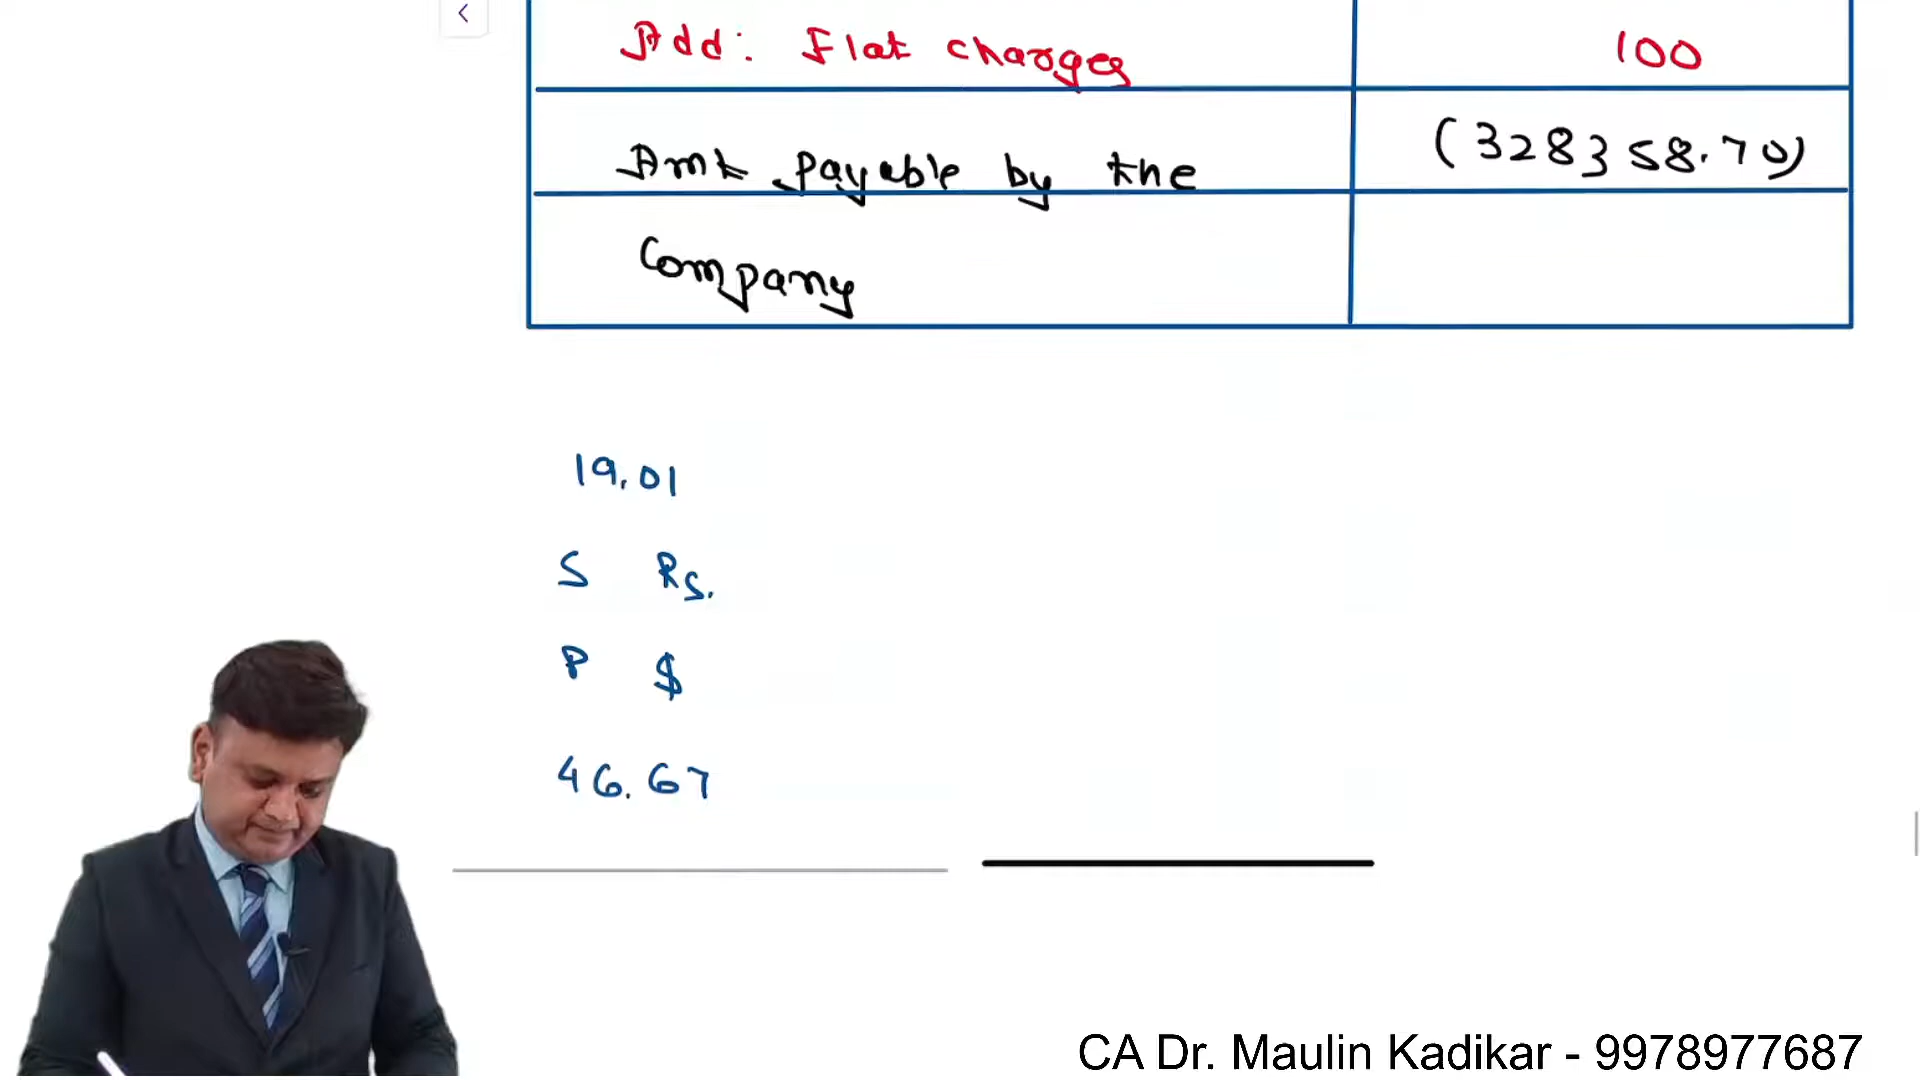 Add: Flat charges 100
Amt payable by the (328358.70)
Company
19.01
S Rs.
P $
46.67
CA Dr. Maulin Kadikar - 9978977687